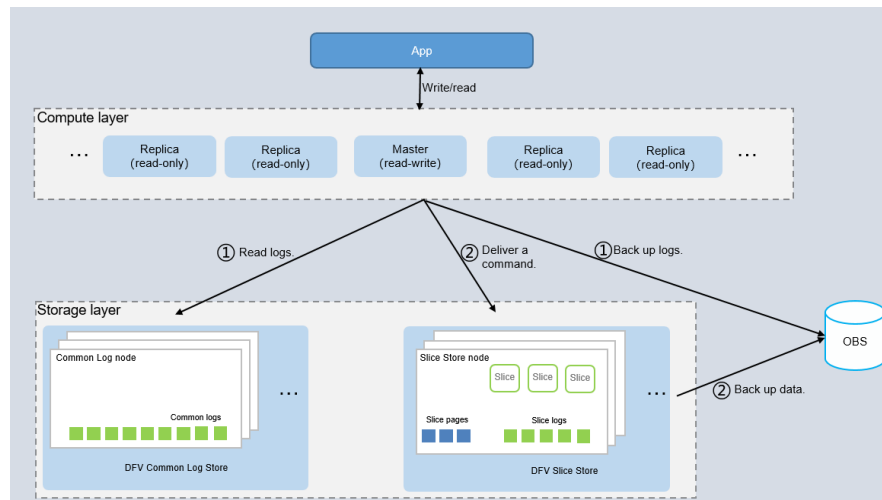 App
Write/read
Compute layer
...
Replica
(read-only)
Replica
(read-only)
Master
(read-write)
Replica
(read-only)
Replica
(read-only)
...
① Read logs.
② Deliver a
command.
① Back up logs.
Storage layer
Common Log node
Common logs
...
DFV Common Log Store
Slice Store node
Slice
Slice
Slice
Slice pages
Slice logs
...
DFV Slice Store
OBS
② Back up data.